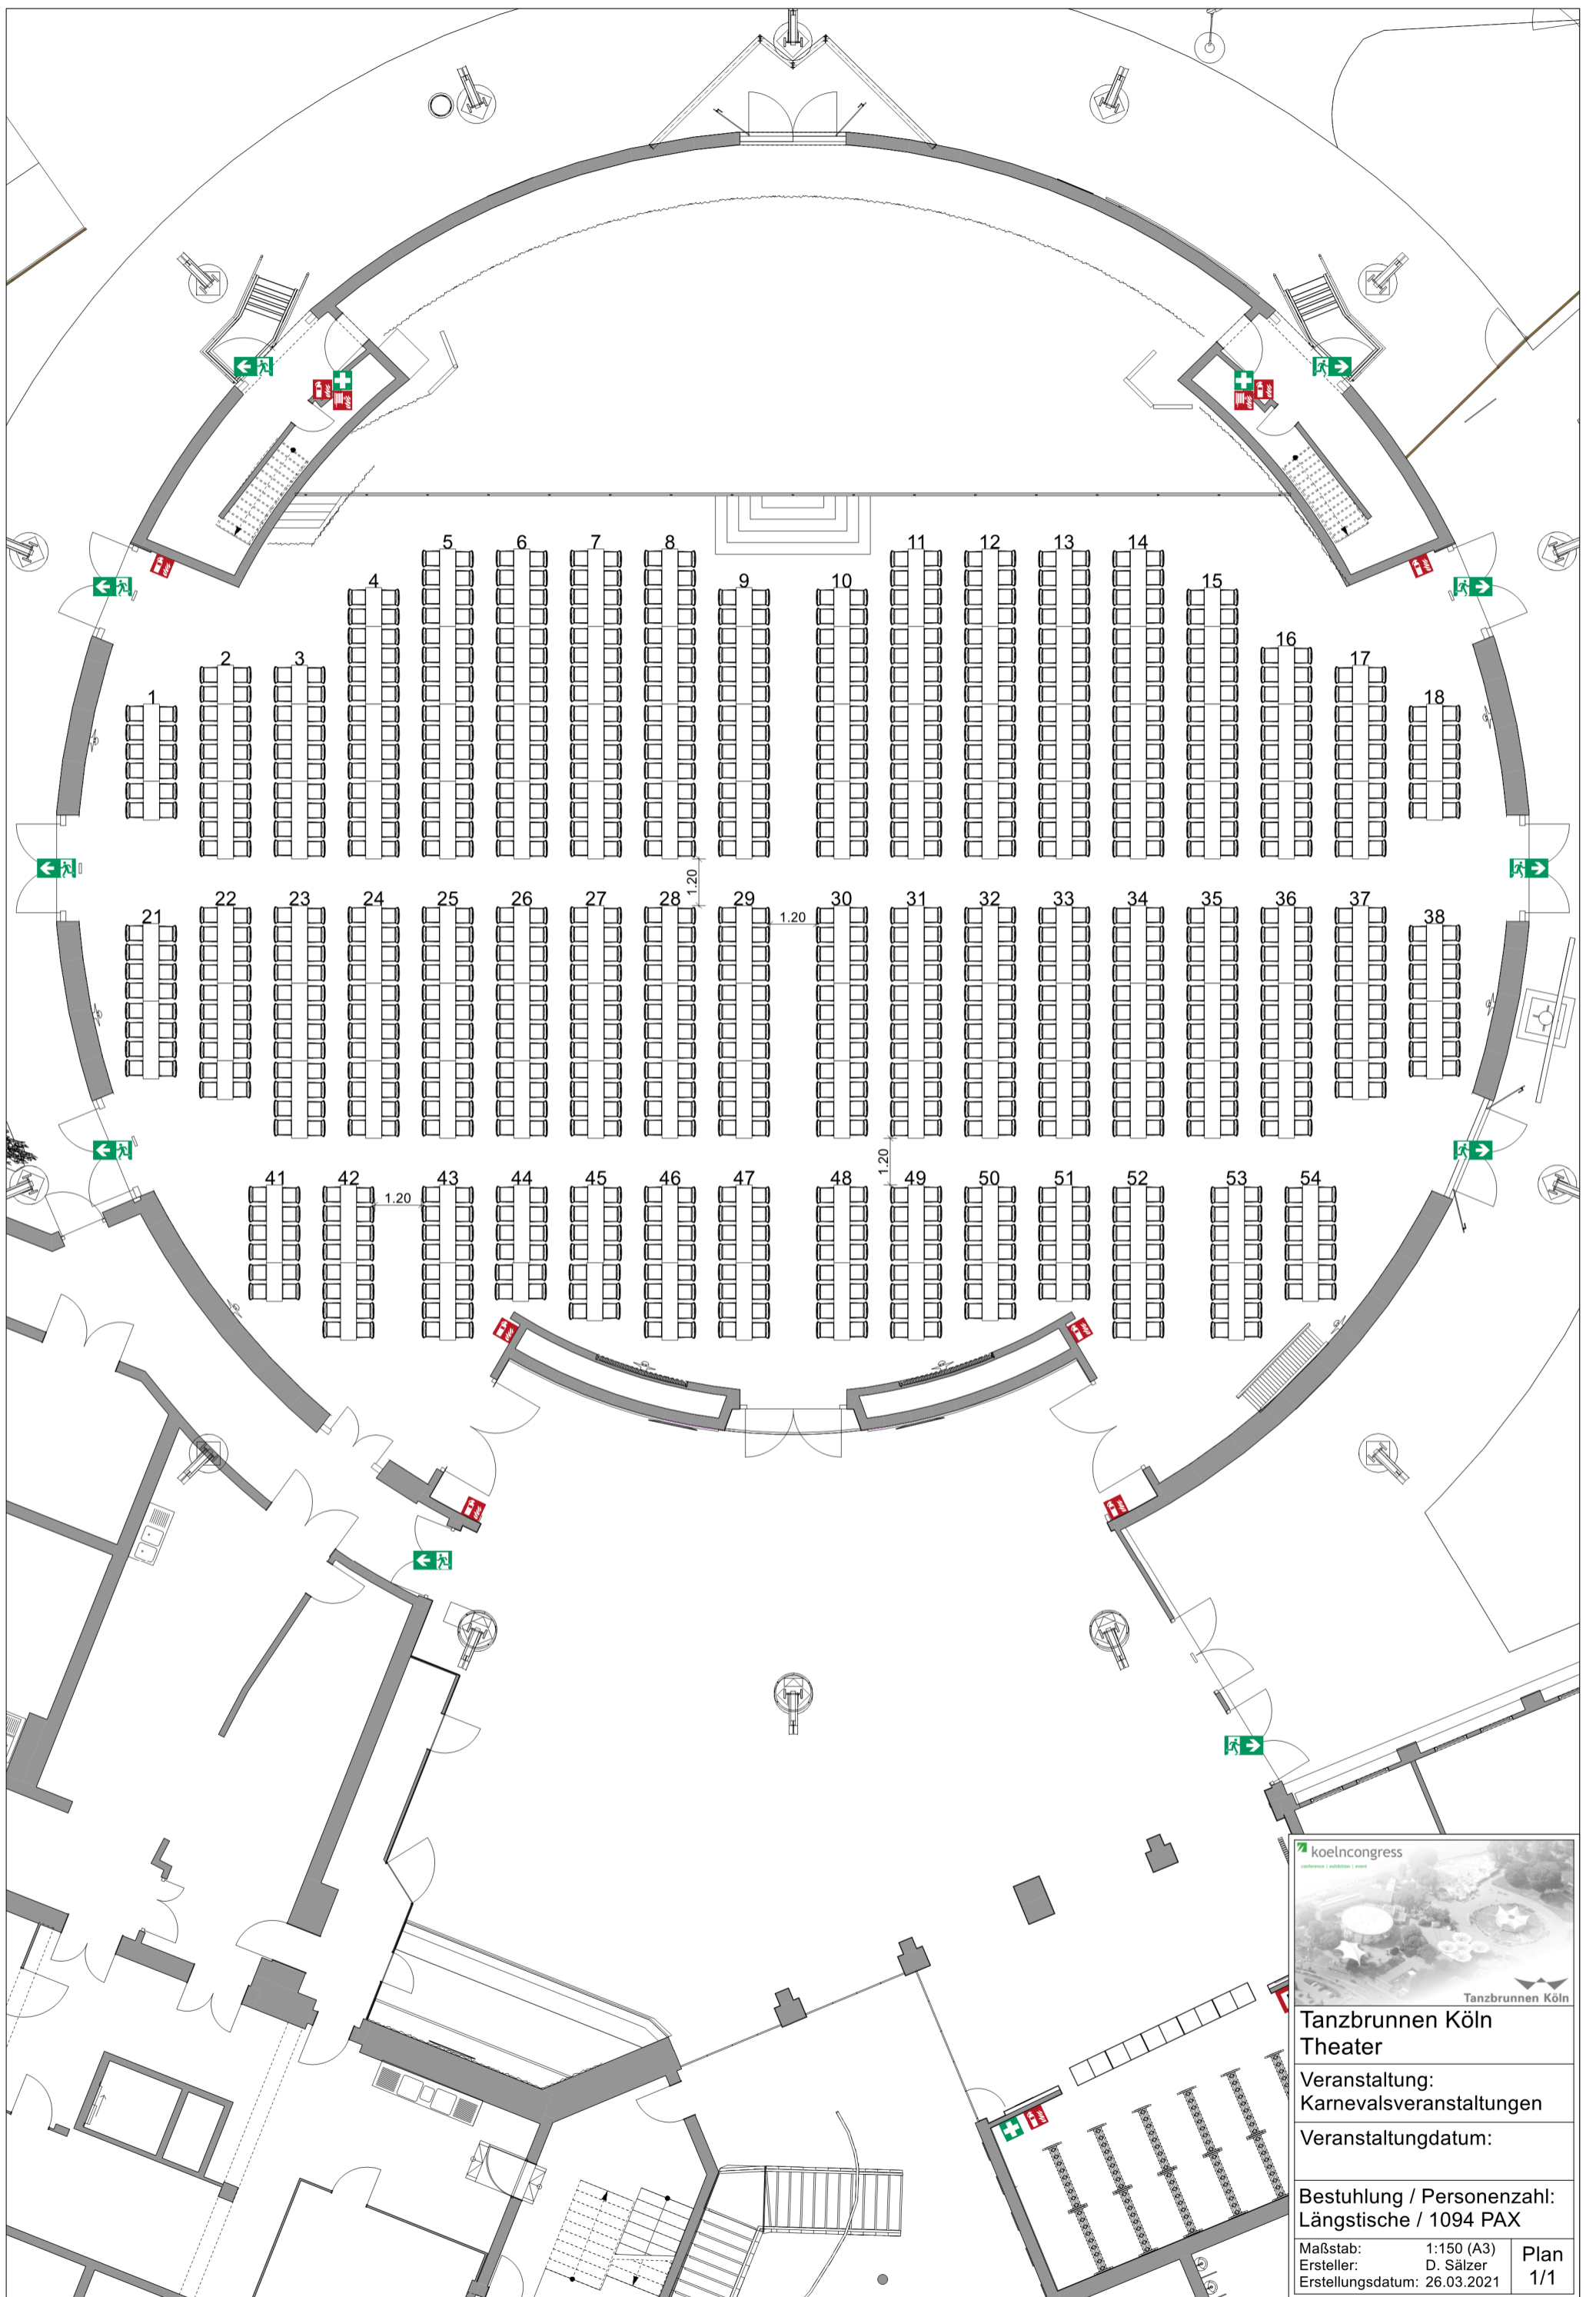 5 6 7 8 11 12 13 14
4 9 10 15
16
2 3 17
1 18
1.20
22 23 24 25 26 27 28 29 30 31 32 33 34 35 36 37
21 1.20 38
1.20
41 42 43 44 45 46 47 48 49 50 51 52 53 54
1.20
koelncongress
conference | exhibition | event
Tanzbrunnen Köln
Tanzbrunnen Köln
Theater
Veranstaltung:
Karnevalsveranstaltungen
Veranstaltungdatum:
Bestuhlung / Personenzahl:
Längstische / 1094 PAX
Maßstab: 1:150 (A3)
Ersteller: D. Sälzer
Erstellungsdatum: 26.03.2021
Plan
1/1